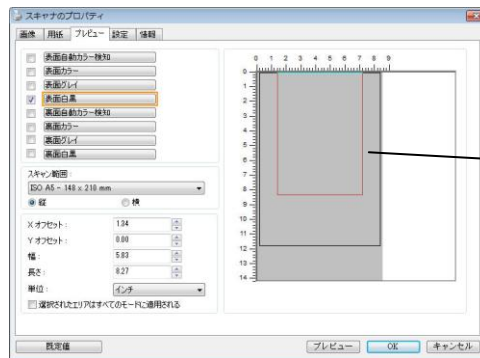 スキャナのプロパティ
画像 用紙 プレビュー 設定 情報
表面自動カラー検知
表面カラー
表面グレイ
表面白黒
裏面自動カラー検知
裏面カラー
裏面グレイ
裏面白黒
スキャン範囲:
ISO A5 - 148 x 210 mm
縦 横
X オフセット: 1.34
Y オフセット: 0.00
幅: 5.83
長さ: 8.27
単位: インチ
選択されたエリアはすべてのモードに適用される
0 1 2 3 4 5 6 7 8 9
0
1
2
3
4
5
6
7
8
9
10
11
12
13
14
既定値 プレビュー OK キャンセル